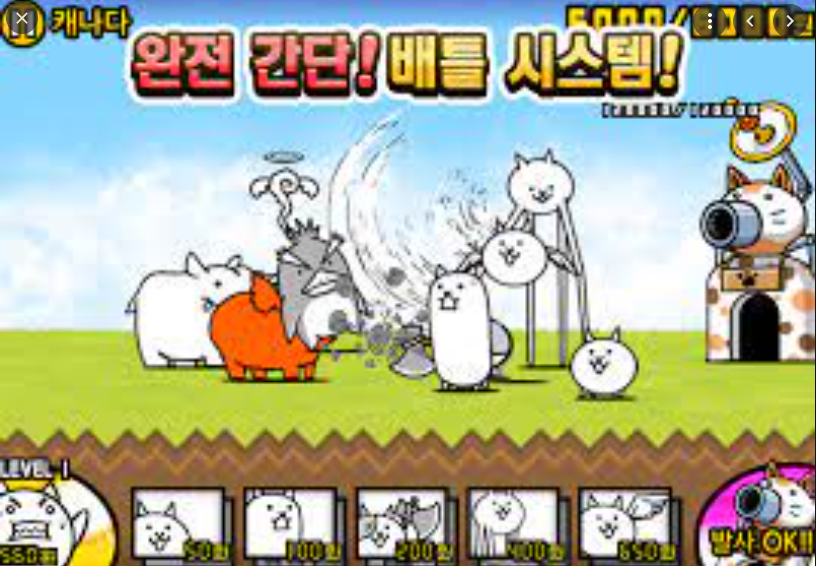 캐나다
완전 간단! 배틀 시스템!
LEVEL 1
560원
50원
100원
200원
400원
650원
발사 OK!!